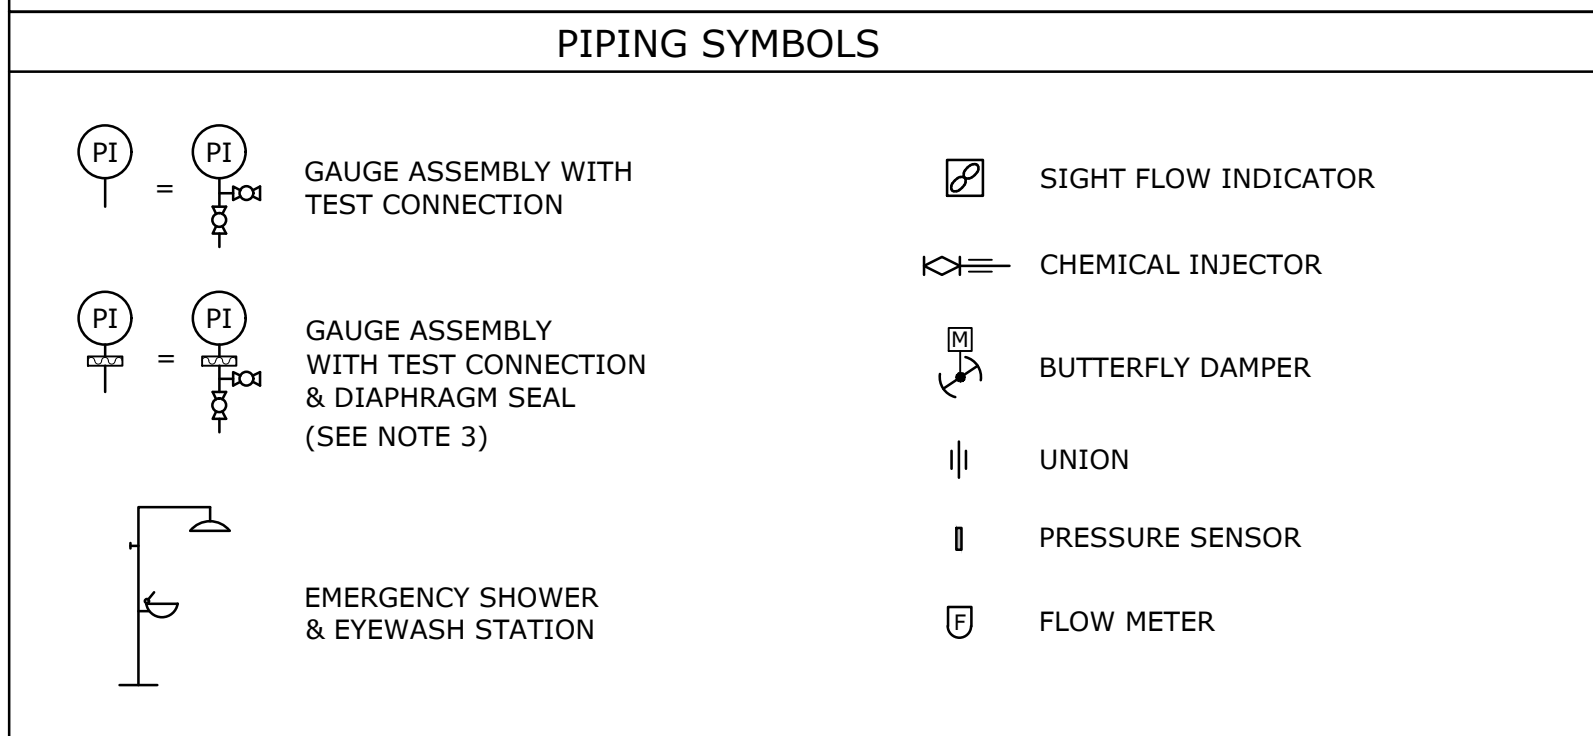 PIPING SYMBOLS
PI
=
PI
GAUGE ASSEMBLY WITH
TEST CONNECTION
PI
=
PI
GAUGE ASSEMBLY
WITH TEST CONNECTION
& DIAPHRAGM SEAL
(SEE NOTE 3)
EMERGENCY SHOWER
& EYEWASH STATION
SIGHT FLOW INDICATOR
CHEMICAL INJECTOR
M
BUTTERFLY DAMPER
UNION
PRESSURE SENSOR
F
FLOW METER